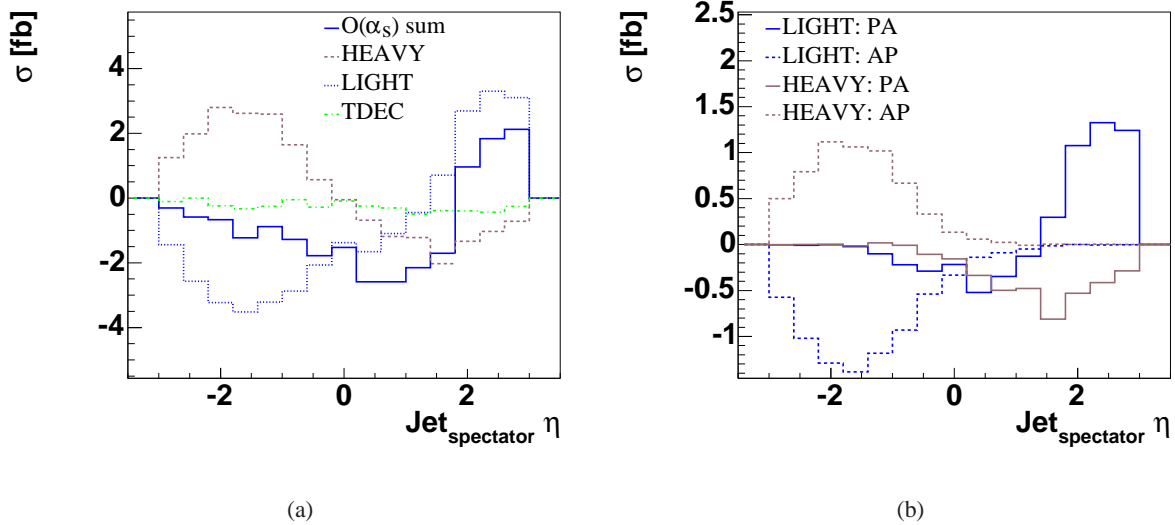 σ [fb]
O(αS) sum
HEAVY
LIGHT
TDEC
4
2
0
-2
-4
-2 0 2
Jetspectator η
(a)
σ [fb]
LIGHT: PA
LIGHT: AP
HEAVY: PA
HEAVY: AP
2.5
2
1.5
1
0.5
0
-0.5
-1
-2 0 2
Jetspectator η
(b)